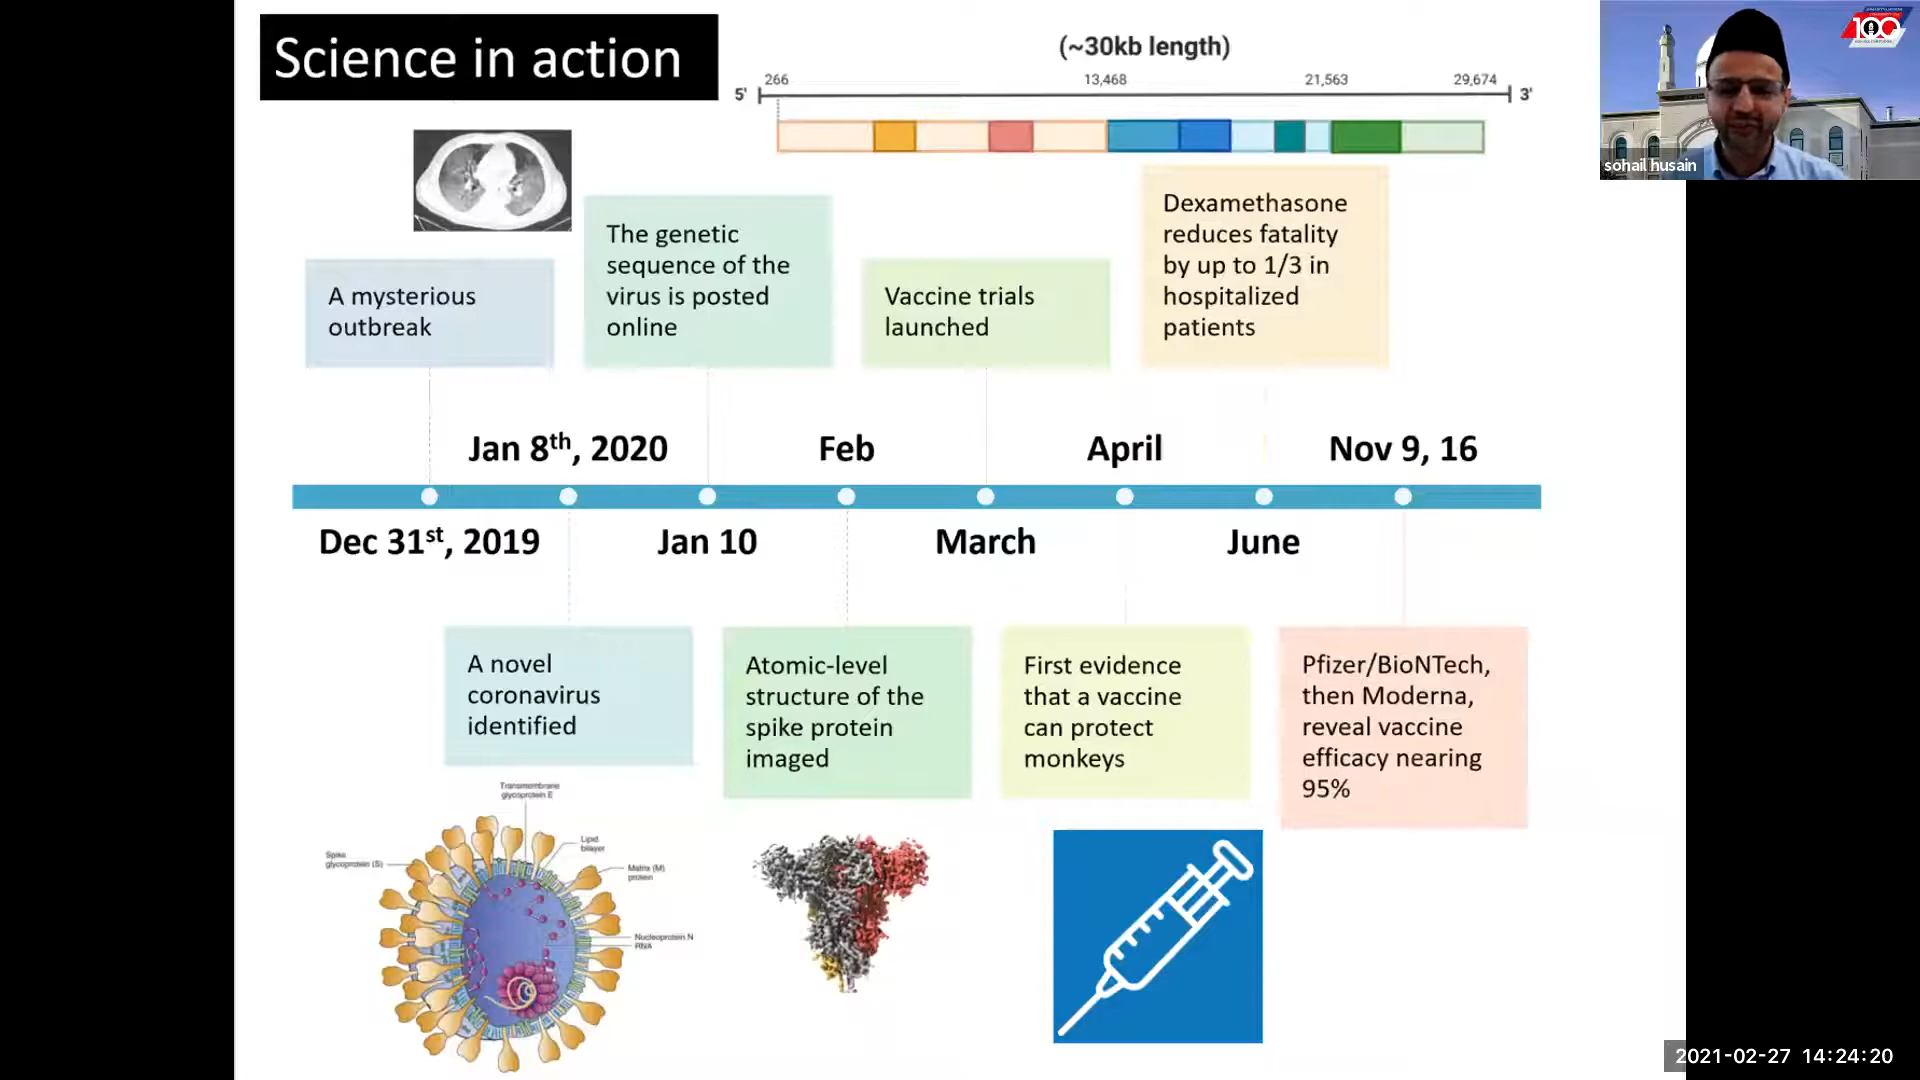 Science in action
(~30kb length)
266
13,468
21,563
29,674
5'
3'
100
sohail husain
A mysterious
outbreak
The genetic
sequence of the
virus is posted
online
Vaccine trials
launched
Dexamethasone
reduces fatality
by up to 1/3 in
hospitalized
patients
Jan 8th, 2020
Feb
April
Nov 9, 16
Dec 31st, 2019
Jan 10
March
June
A novel
coronavirus
identified
Atomic-level
structure of the
spike protein
imaged
First evidence
that a vaccine
can protect
monkeys
Pfizer/BioNTech,
then Moderna,
reveal vaccine
efficacy nearing
95%
Transmembrane
glycoprotein E
Lipid
bilayer
Spike
glycoprotein (S)
Matrix (M)
protein
Nucleoprotein N
RNA
2021-02-27 14:24:20